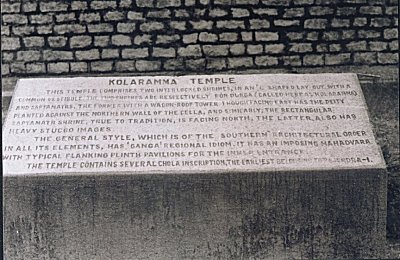 KOLARAMMA TEMPLE
THIS TEMPLE COMPRISES TWO INTERLOCKED SHRINES, IN AN 'L' SHAPED LAY OUT, WITH A
COMMON VESTIBULE. THE TWO SHRINES ARE RESPECTIVELY FOR DURGA (CALLED HERE AS KOLARAMMA)
AND SAPTAMATAS, THE FORMER WITH A WAGON-ROOF TOWER, THOUGH FACING EAST HAS THE DEITY
PLANTED AGAINST THE NORTHERN WALL OF THE CELLA, AND SIMILARLY, THE RECTANGULAR
SAPTAMATR SHRINE, TRUE TO TRADITION, IS FACING NORTH, THE LATTER, ALSO HAS
HEAVY STUCCO IMAGES
THE GENERAL STYLE, WHICH IS OF THE SOUTHERN ARCHITECTURAL ORDER
IN ALL ITS ELEMENTS, HAS 'GANGA' REGIONAL IDIOM. IT HAS AN IMPOSING MAHADVARA
WITH TYPICAL FLANKING PLINTH PAVILIONS FOR THE INNER ENTRANCE.
THE TEMPLE CONTAINS SEVERAL CHOLA INSCRIPTION, THE EARLIEST BEING